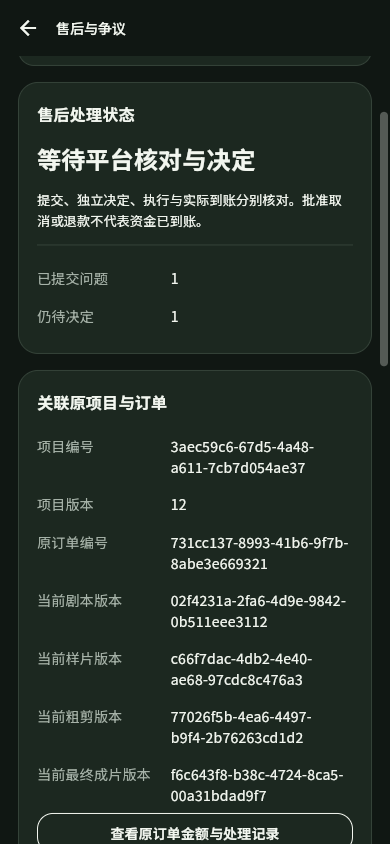 售后与争议
售后处理状态
等待平台核对与决定
提交、独立决定、执行与实际到账分别核对。批准取
消或退款不代表资金已到账。
已提交问题 1
仍待决定 1
关联原项目与订单
项目编号 3aec59c6-67d5-4a48-
a611-7cb7d054ae37
项目版本 12
原订单编号 731cc137-8993-41b6-9f7b-
8abe3e669321
当前剧本版本 02f4231a-2fa6-4d9e-9842-
0b511eee3112
当前样片版本 c66f7dac-4db2-4e40-
ae68-97cdc8c476a3
当前粗剪版本 77026f5b-4ea6-4497-
b9f4-2b76263cd1d2
当前最终成片版本 f6c643f8-b38c-4724-8ca5-
00a31bdad9f7
查看原订单金额与处理记录